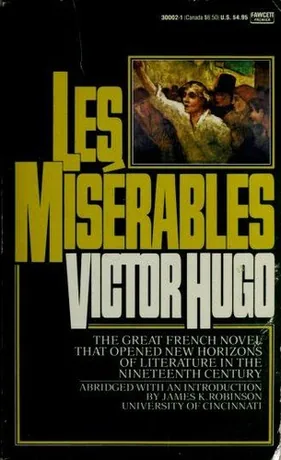 30002-1 (Canada $6.50) U.S. $4.95
FAWCETT
PREMIER
LES
MISÉRABLES
VICTOR HUGO
THE GREAT FRENCH NOVEL
THAT OPENED NEW HORIZONS
OF LITERATURE IN THE
NINETEENTH CENTURY
ABRIDGED WITH AN INTRODUCTION
BY JAMES K. ROBINSON
UNIVERSITY OF CINCINNATI